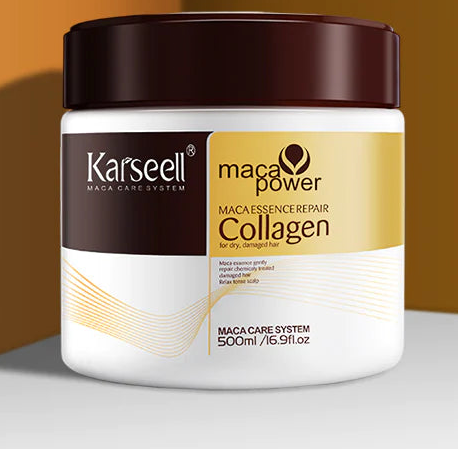 Karseell®
MACA CARE SYSTEM
maca
power
MACA ESSENCE REPAIR
Collagen
for dry, damaged hair
Maca essence gently
repair chemicaly treated
damaged hair
Relax tense scalp
MACA CARE SYSTEM
500ml /16.9fl.oz